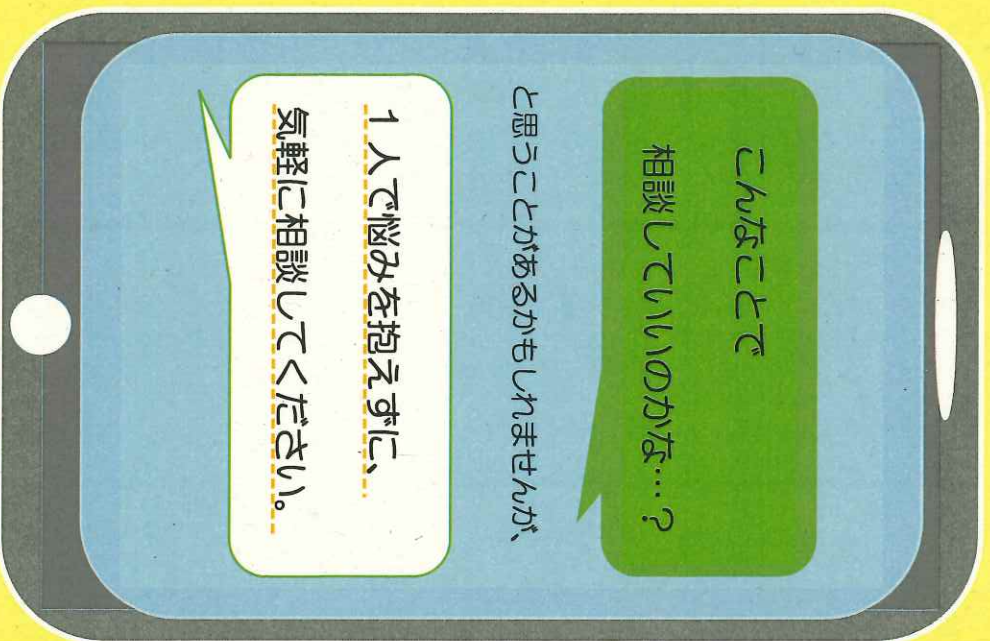 こんなことで
相談していいのかな…？
と思うことがあるかもしれませんが、
1人で悩みを抱えずに、
気軽に相談してください。